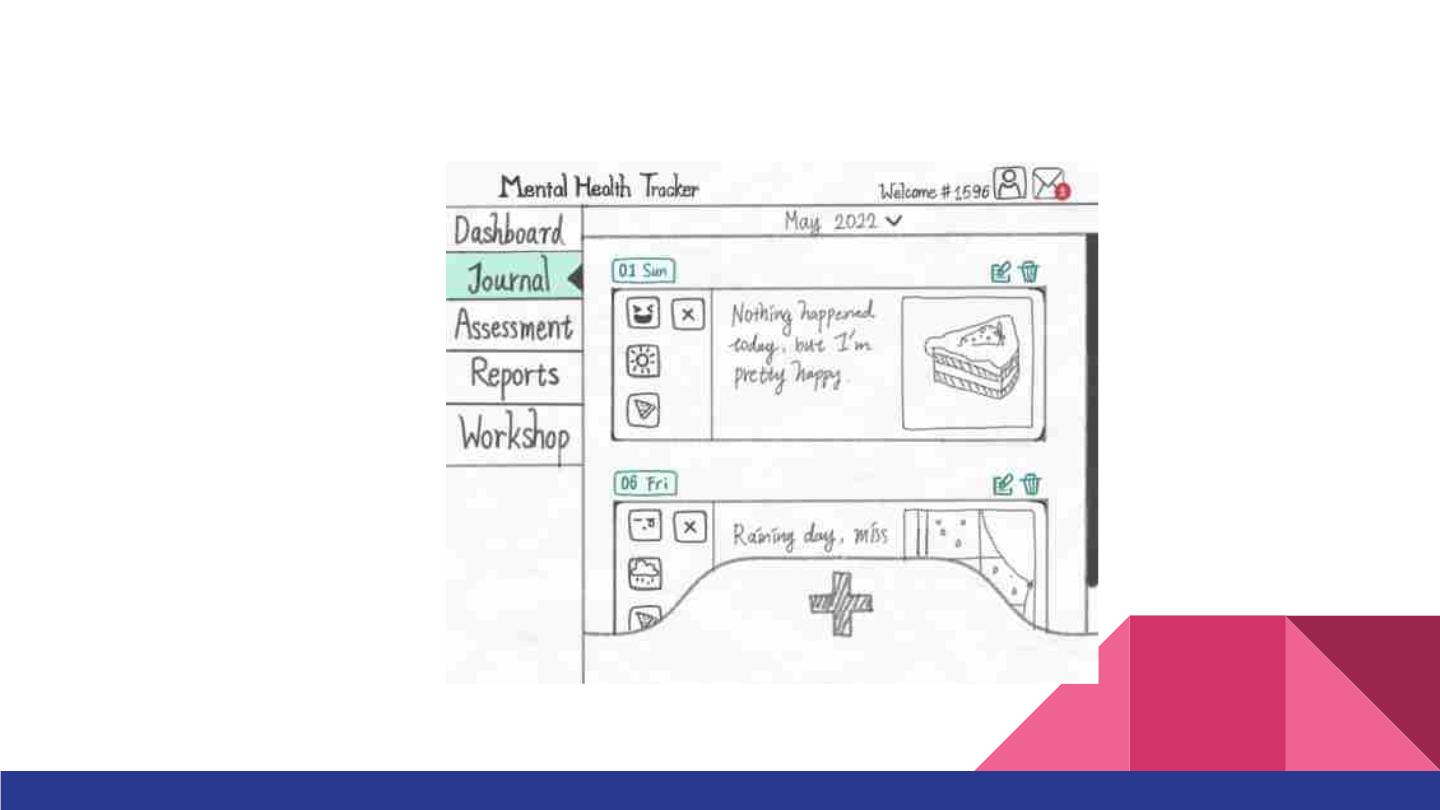 Mental Health Tracker
Welcome #1596
1
May 2022
Dashboard
Journal
Assessment
Reports
Workshop
01 Sun
Nothing happened
today, but I'm
pretty happy.
06 Fri
Raining day, miss